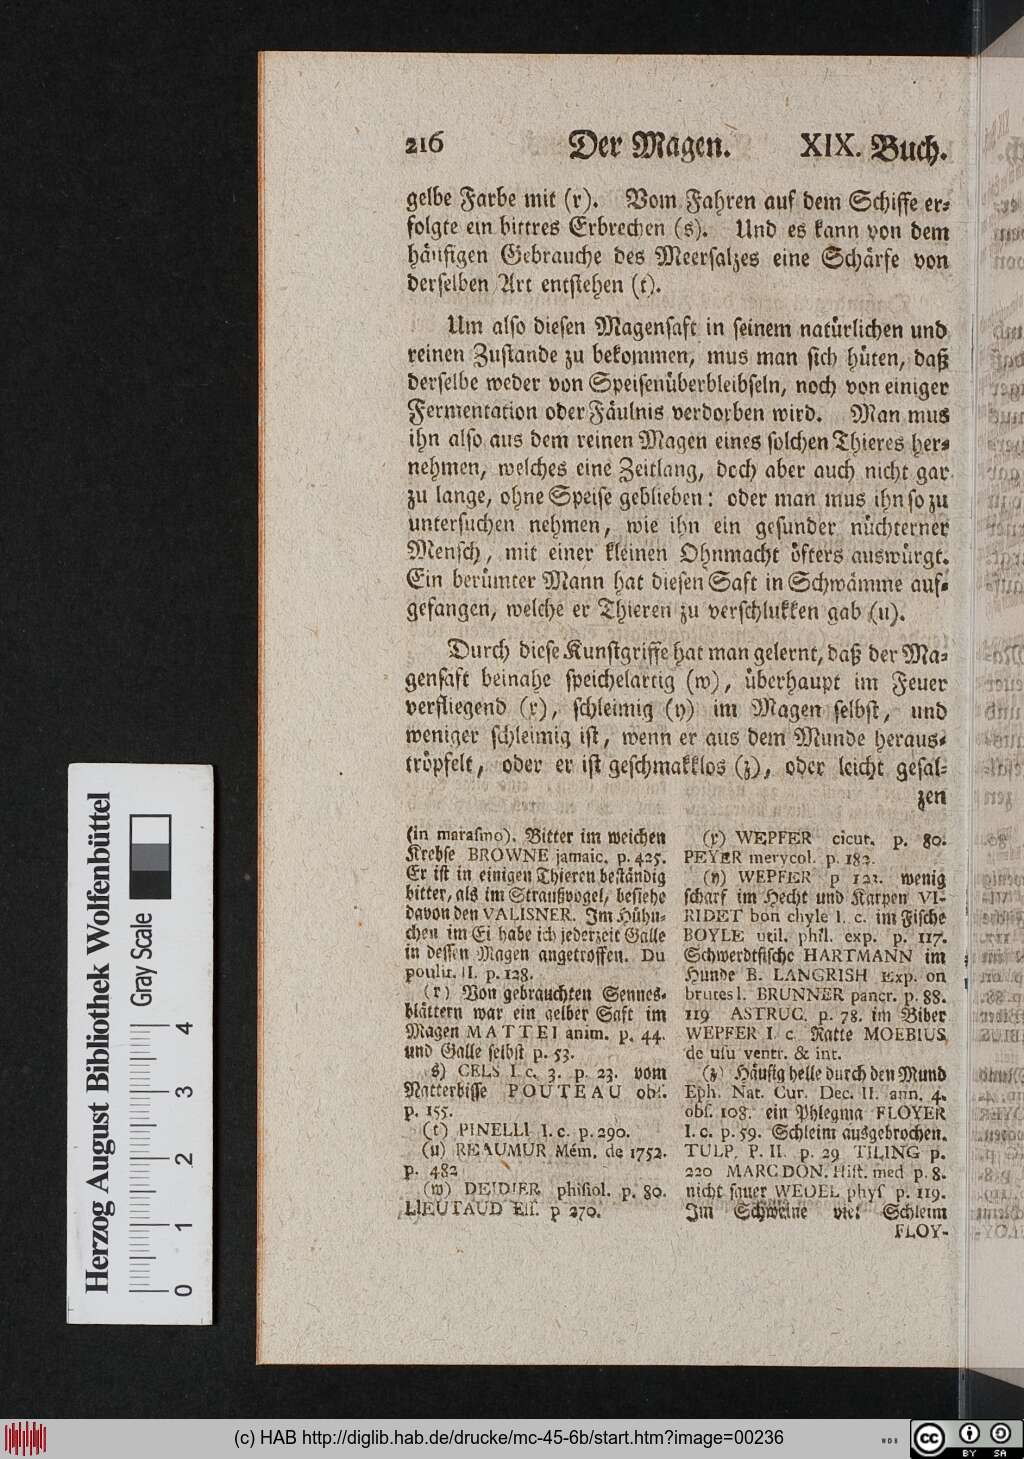 216 Der Magen. XIX. Buch.
gelbe Farbe mit (r). Vom Fahren auf dem Schiffe er-
folgte ein bittres Erbrechen (s). Und es kann von dem
häufigen Gebrauche des Meersalzes eine Schärfe von
derselben Art entstehen (t).
Um also diesen Magensaft in seinem natürlichen und
reinen Zustande zu bekommen, mus man sich hüten, daß
derselbe weder von Speisenüberbleibseln, noch von einiger
Fermentation oder Fäulnis verdorben wird. Man mus
ihn also aus dem reinen Magen eines solchen Thieres her-
nehmen, welches eine Zeitlang, doch aber auch nicht gar
zu lange, ohne Speise geblieben: oder man mus ihn so zu
untersuchen nehmen, wie ihn ein gesunder nüchterner
Mensch, mit einer kleinen Ohnmacht öfters auswürgt.
Ein berümter Mann hat diesen Saft in Schwämme auf-
gefangen, welche er Thieren zu verschlukken gab (u).
Durch diese Kunstgriffe hat man gelernt, daß der Ma-
gensaft beinahe speichelartig (w), überhaupt im Feuer
verfliegend (x), schleimig (y) im Magen selbst, und
weniger schleimig ist, wenn er aus dem Munde heraus-
tröpfelt, oder er ist geschmakklos (z), oder leicht gesal-
zen
(in marasmo). Bitter im weichen
Krebse BROWNE jamaic. p. 425.
Er ist in einigen Thieren beständig
bitter, als im Straußvogel, besiehe
davon den VALISNER. Im Hühn-
chen im Ei habe ich jederzeit Galle
in dessen Magen angetroffen. Du
poulit. II. p. 128.
(r) Von gebrauchten Sennes-
blättern war ein gelber Saft im
Magen MATTEI anim. p. 44.
und Galle selbst p. 53.
s) CELS l. c. 3. p. 23. vom
Natterbisse POUTEAU obs.
p. 155.
(t) PINELLI l. c. p. 290.
(u) REAUMUR Mém. de 1752.
p. 482
(w) DEIDIER phisiol. p. 80.
LIEUTAUD Ess. p 270.
(x) WEPFER cicut. p. 80.
PEYER merycol. p. 182.
(y) WEPFER p 122. wenig
scharf im Hecht und Karpen VI-
RIDET bon chyle l. c. im Fische
BOYLE util. phil. exp. p. 117.
Schwerdtfische HARTMANN im
Hunde B. LANGRISH Exp. on
brutes l. BRUNNER pancr. p. 88.
119 ASTRUC. p. 78. im Biber
WEPFER l. c Ratte MOEBIUS
de usu ventr. & int.
(z) Häufig helle durch den Mund
Eph. Nat. Cur. Dec. II. ann. 4.
obs. 108. ein Phlegma FLOYER
l. c. p. 59. Schleim ausgebrochen.
TULP. P. II. p. 29 TILING p.
220 MARC DON. Hist. med p. 8.
nicht sauer WEDEL phys p. 119.
Im Schweine viel Schleim
FLOY-
Herzog August Bibliothek Wolfenbüttel
Gray Scale
0 1 2 3 4
(c) HAB http://diglib.hab.de/drucke/mc-45-6b/start.htm?image=00236
WDB
cc BY SA